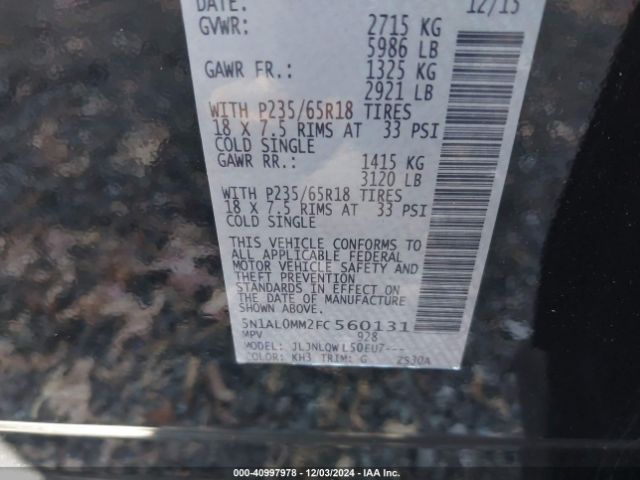 DATE: 12/15
GVWR: 2715 KG
5986 LB
GAWR FR.: 1325 KG
2921 LB
WITH P235/65R18 TIRES
18 X 7.5 RIMS AT 33 PSI
COLD SINGLE
GAWR RR.: 1415 KG
3120 LB
WITH P235/65R18 TIRES
18 X 7.5 RIMS AT 33 PSI
COLD SINGLE
THIS VEHICLE CONFORMS TO
ALL APPLICABLE FEDERAL
MOTOR VEHICLE SAFETY AND
THEFT PREVENTION
STANDARDS IN EFFECT ON
THE DATE OF MANUFACTURE
SHOWN ABOVE.
5N1AL0MM2FC560131
MPV 928
MODEL: JLJNLQWL50EU7---
COLOR: KH3 TRIM: G ZS30A
000-40997978 - 12/03/2024 - IAA Inc.